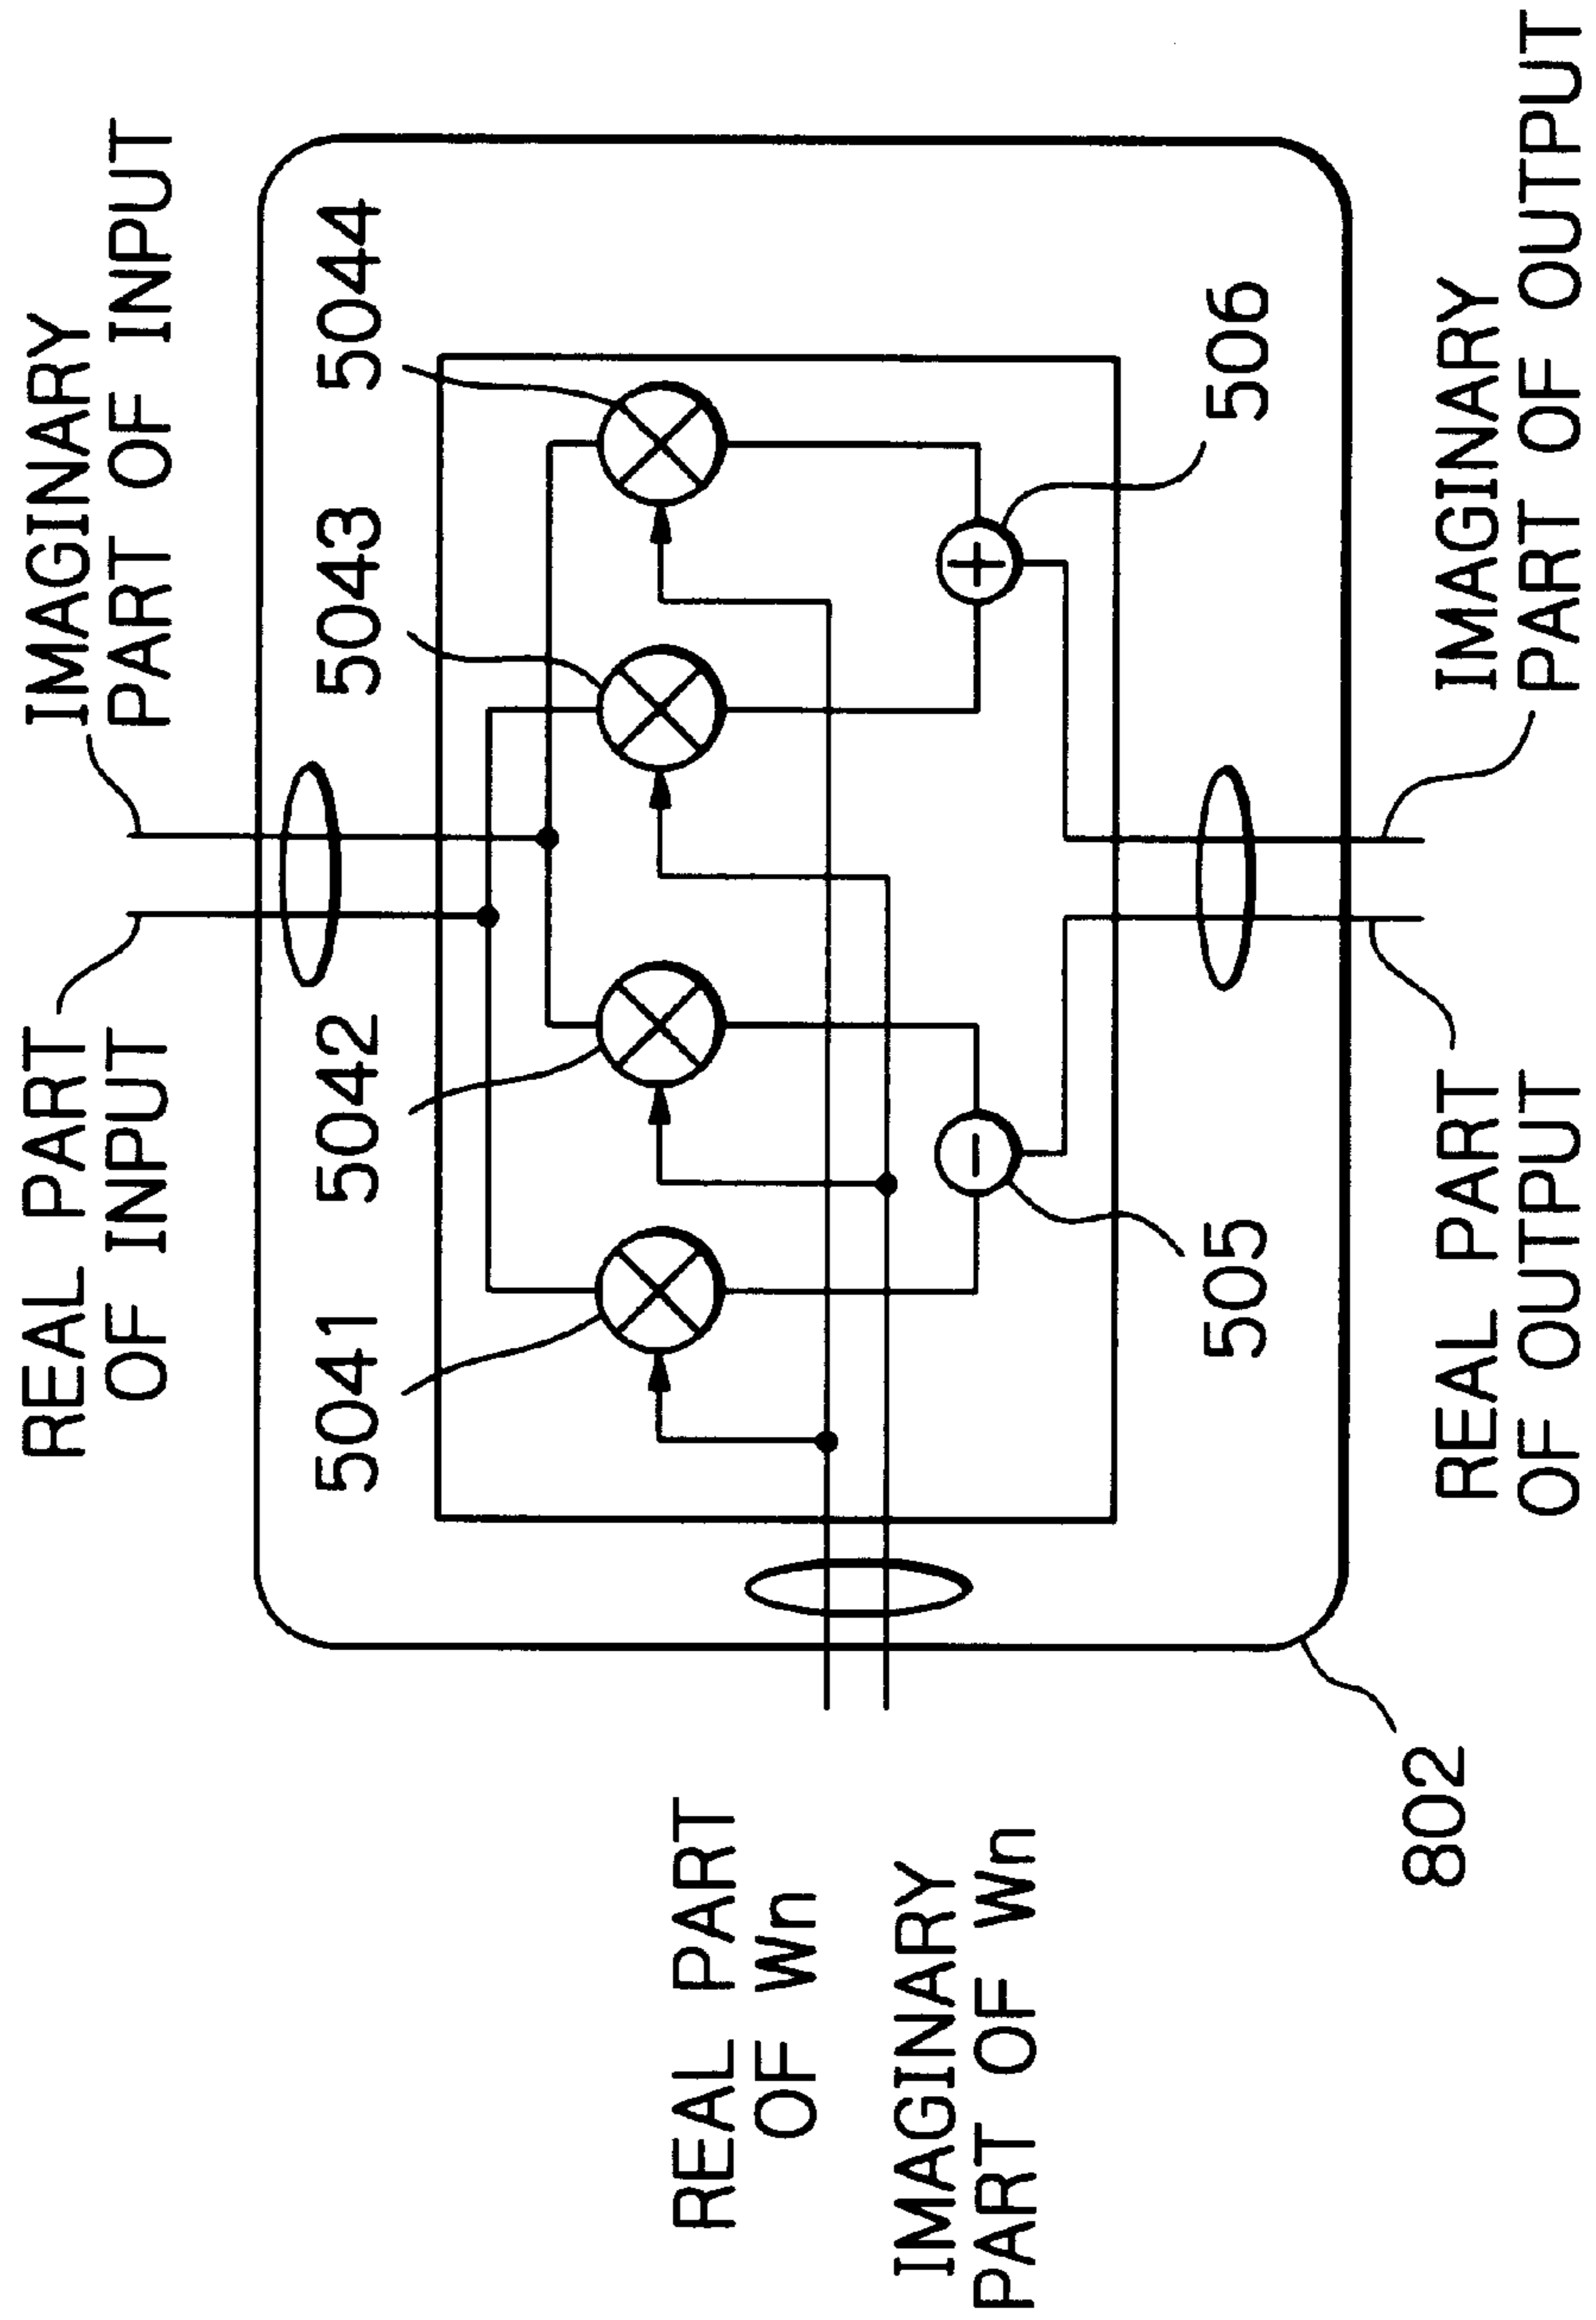 REAL PART
OF INPUT
IMAGINARY
PART OF INPUT
5041
5042
5043
5044
REAL PART
OF Wn
IMAGINARY
PART OF Wn
505
506
802
REAL PART
OF OUTPUT
IMAGINARY
PART OF OUTPUT